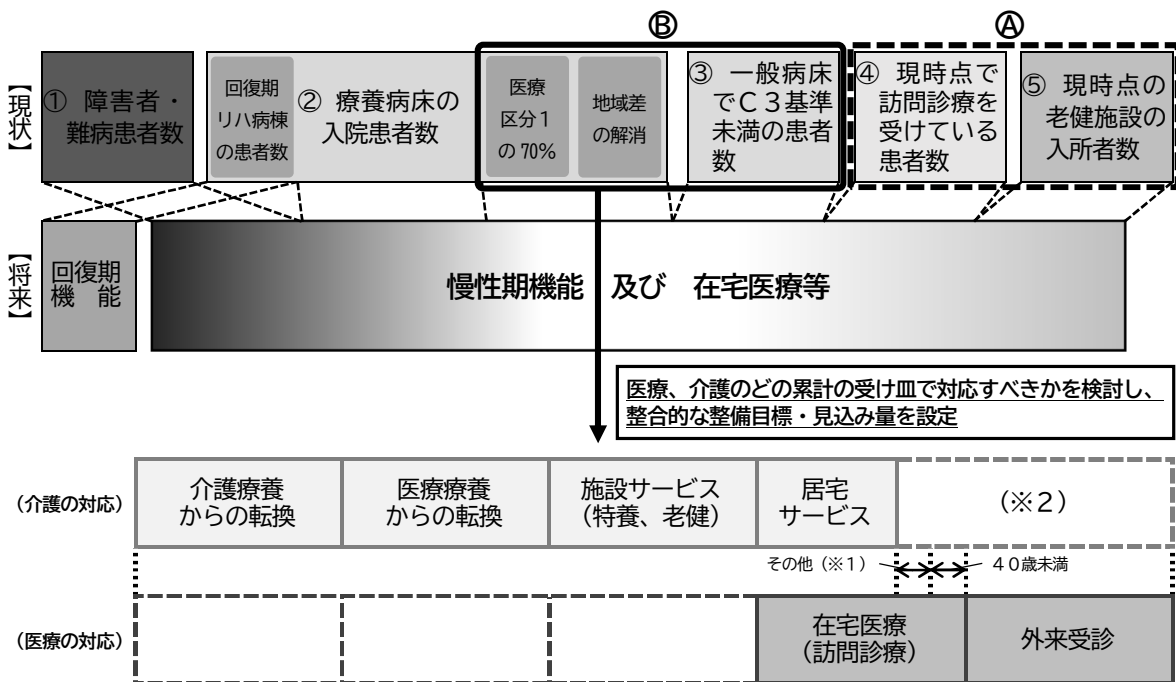 Ⓑ
Ⓐ
【現状】
① 障害者・
難病患者数
回復期
リハ病棟
の患者数
② 療養病床の
入院患者数
医療
区分1
の70%
地域差
の解消
③ 一般病床
でC3基準
未満の患者
数
④ 現時点で
訪問診療を
受けている
患者数
⑤ 現時点の
老健施設の
入所者数
【将来】
回復期
機 能
慢性期機能 及び 在宅医療等
医療、介護のどの累計の受け皿で対応すべきかを検討し、
整合的な整備目標・見込み量を設定
(介護の対応)
介護療養
からの転換
医療療養
からの転換
施設サービス
(特養、老健)
居宅
サービス
(※2)
その他(※1)
40歳未満
(医療の対応)
在宅医療
(訪問診療)
外来受診